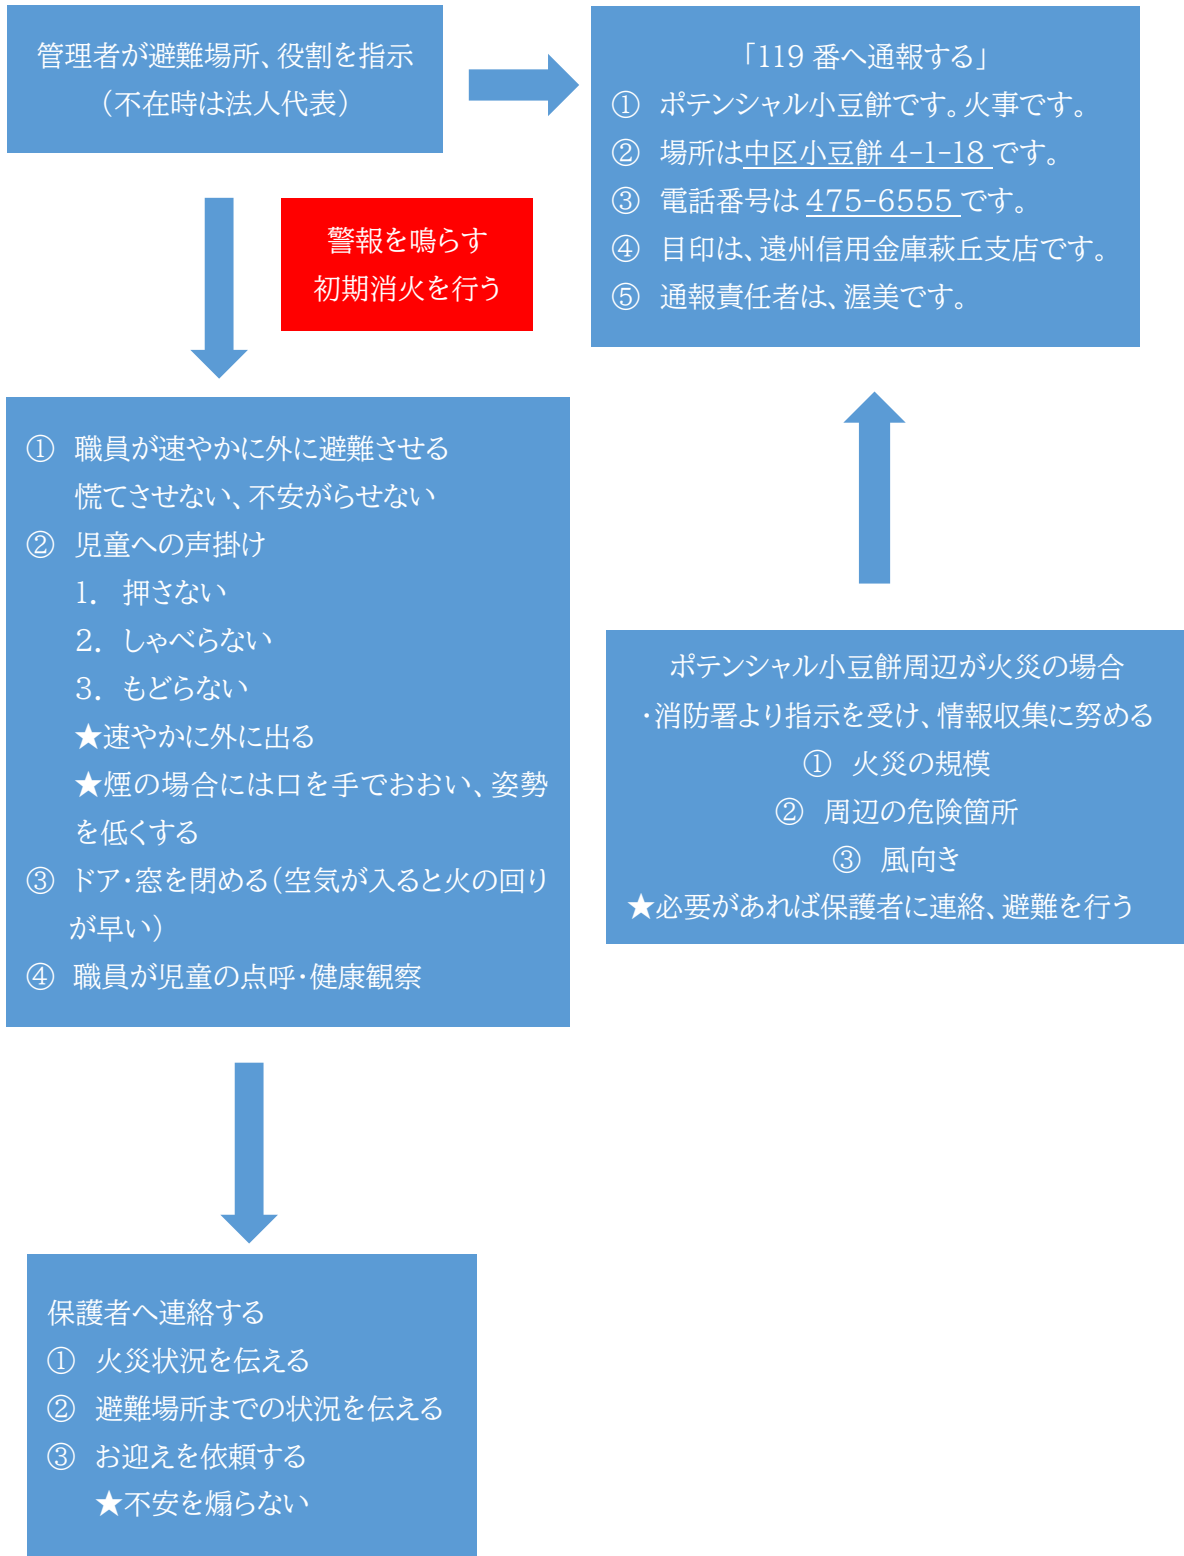 管理者が避難場所、役割を指示
（不在時は法人代表）
「119 番へ通報する」
① ポテンシャル小豆餅です。火事です。
② 場所は中区小豆餅 4-1-18 です。
③ 電話番号は 475-6555 です。
④ 目印は、遠州信用金庫萩丘支店です。
⑤ 通報責任者は、渥美です。
警報を鳴らす
初期消火を行う
① 職員が速やかに外に避難させる
慌てさせない、不安がらせない
② 児童への声掛け
1. 押さない
2. しゃべらない
3. もどらない
★速やかに外に出る
★煙の場合には口を手でおおい、姿勢
を低くする
③ ドア・窓を閉める（空気が入ると火の回り
が早い）
④ 職員が児童の点呼・健康観察
ポテンシャル小豆餅周辺が火災の場合
・消防署より指示を受け、情報収集に努める
① 火災の規模
② 周辺の危険箇所
③ 風向き
★必要があれば保護者に連絡、避難を行う
保護者へ連絡する
① 火災状況を伝える
② 避難場所までの状況を伝える
③ お迎えを依頼する
★不安を煽らない